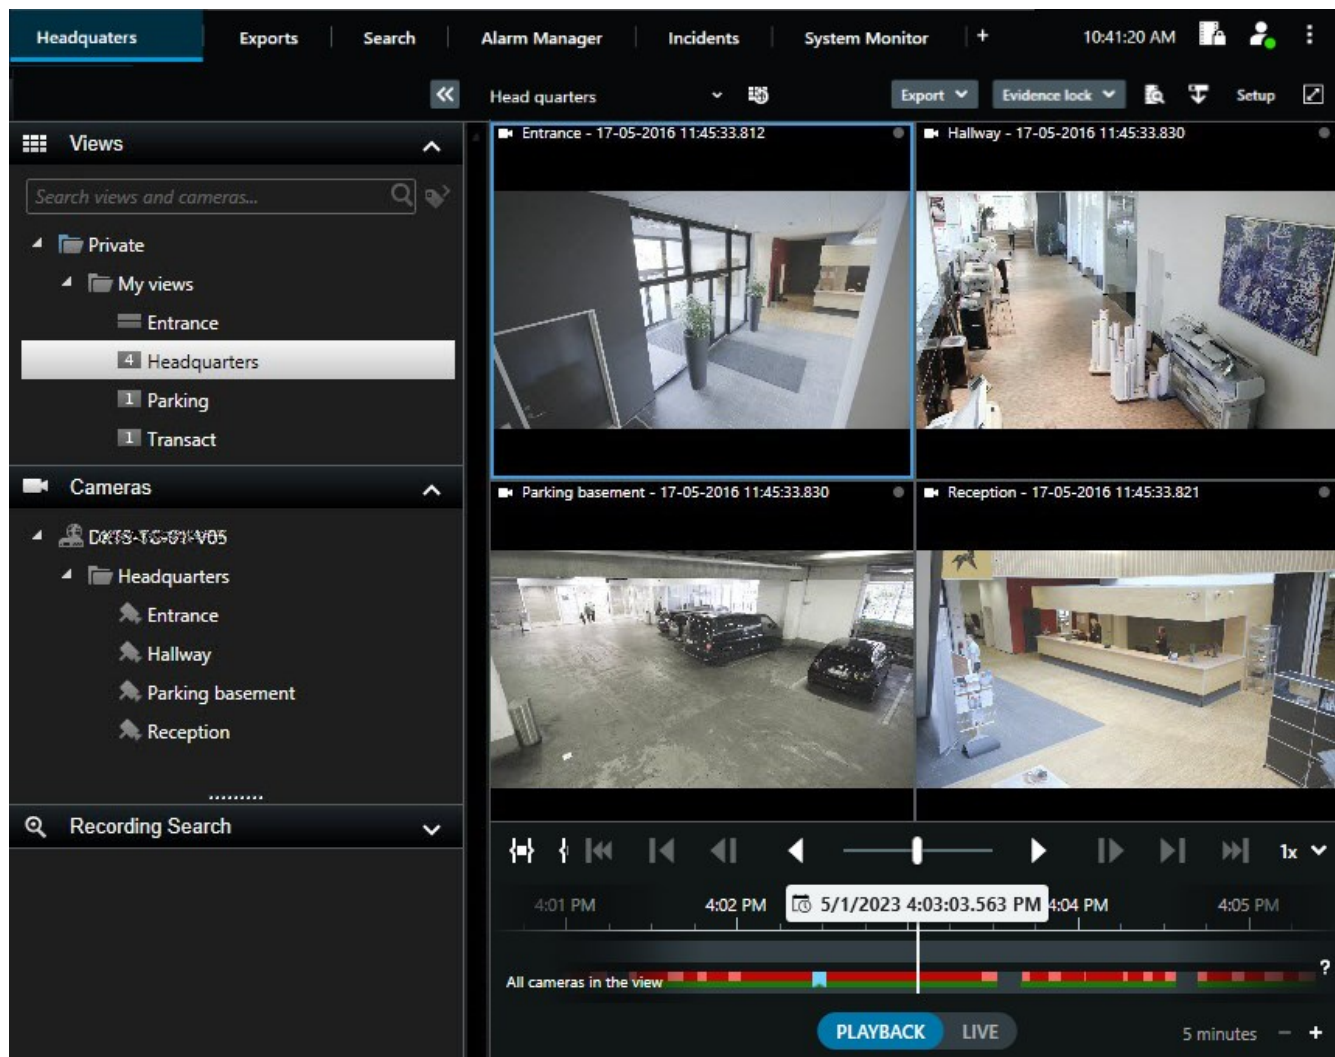 Headquaters Exports Search Alarm Manager Incidents System Monitor + 10:41:20 AM
Head quarters Export Evidence lock Setup
Views
Search views and cameras...
Private
My views
Entrance
4 Headquarters
1 Parking
1 Transact
Cameras
Headquarters
Entrance
Hallway
Parking basement
Reception
Recording Search
Entrance - 17-05-2016 11:45:33.812
Hallway - 17-05-2016 11:45:33.830
Parking basement - 17-05-2016 11:45:33.830
Reception - 17-05-2016 11:45:33.821
1x
4:01 PM 4:02 PM 5/1/2023 4:03:03.563 PM 4:04 PM 4:05 PM
?
All cameras in the view
PLAYBACK LIVE 5 minutes - +